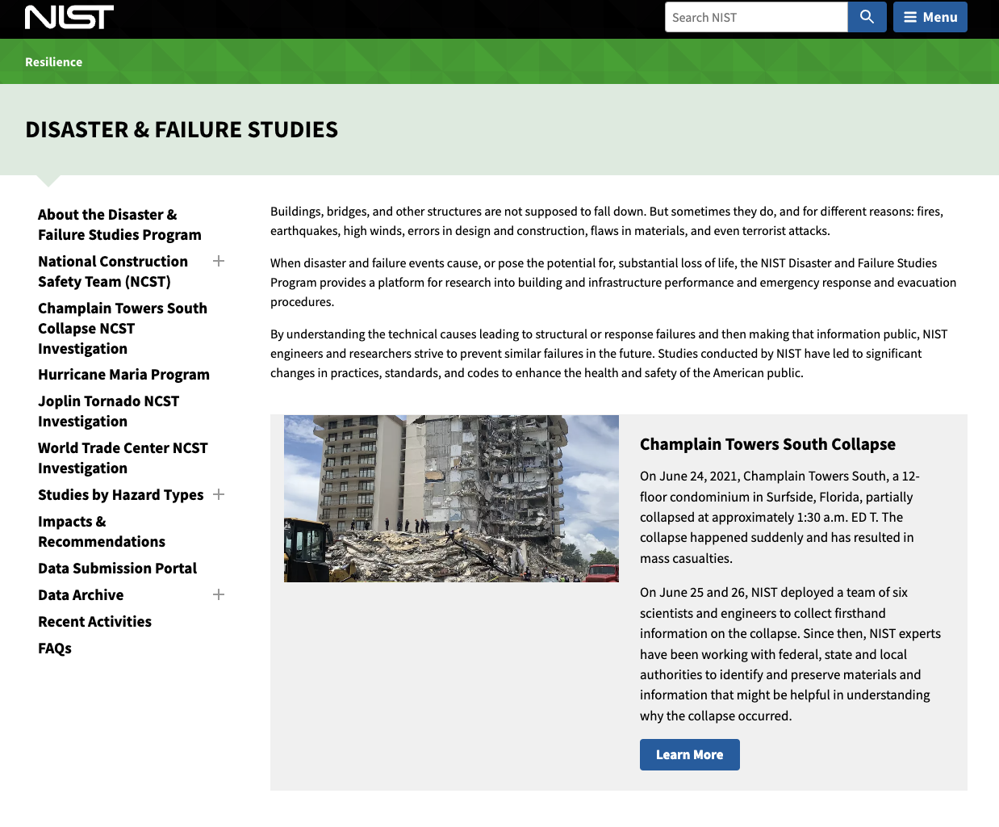 NIST
Search NIST
Menu
Resilience
DISASTER & FAILURE STUDIES
About the Disaster &
Failure Studies Program
National Construction
Safety Team (NCST)
Champlain Towers South
Collapse NCST
Investigation
Hurricane Maria Program
Joplin Tornado NCST
Investigation
World Trade Center NCST
Investigation
Studies by Hazard Types
Impacts &
Recommendations
Data Submission Portal
Data Archive
Recent Activities
FAQs
Buildings, bridges, and other structures are not supposed to fall down. But sometimes they do, and for different reasons: fires,
earthquakes, high winds, errors in design and construction, flaws in materials, and even terrorist attacks.
When disaster and failure events cause, or pose the potential for, substantial loss of life, the NIST Disaster and Failure Studies
Program provides a platform for research into building and infrastructure performance and emergency response and evacuation
procedures.
By understanding the technical causes leading to structural or response failures and then making that information public, NIST
engineers and researchers strive to prevent similar failures in the future. Studies conducted by NIST have led to significant
changes in practices, standards, and codes to enhance the health and safety of the American public.
Champlain Towers South Collapse
On June 24, 2021, Champlain Towers South, a 12-
floor condominium in Surfside, Florida, partially
collapsed at approximately 1:30 a.m. ED T. The
collapse happened suddenly and has resulted in
mass casualties.
On June 25 and 26, NIST deployed a team of six
scientists and engineers to collect firsthand
information on the collapse. Since then, NIST experts
have been working with federal, state and local
authorities to identify and preserve materials and
information that might be helpful in understanding
why the collapse occurred.
Learn More